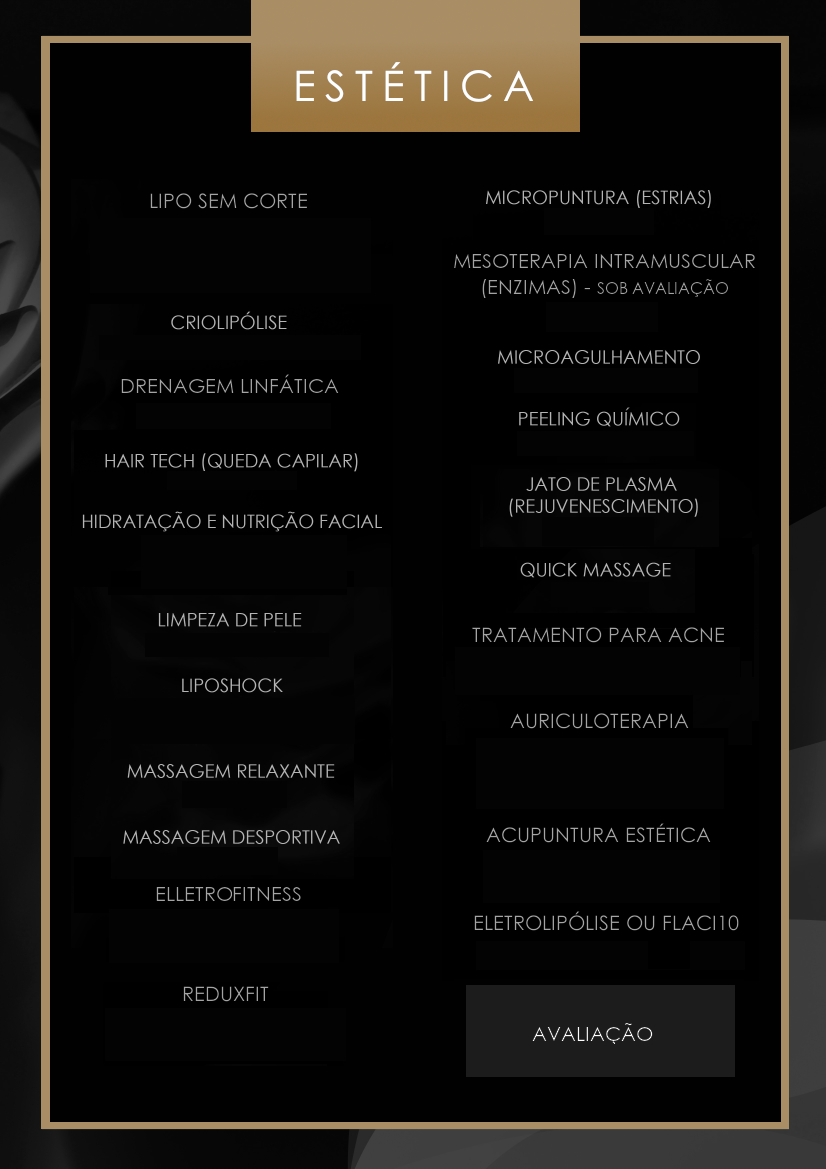 ESTÉTICA
LIPO SEM CORTE
CRIOLIPÓLISE
DRENAGEM LINFÁTICA
HAIR TECH (QUEDA CAPILAR)
HIDRATAÇÃO E NUTRIÇÃO FACIAL
LIMPEZA DE PELE
LIPOSHOCK
MASSAGEM RELAXANTE
MASSAGEM DESPORTIVA
ELLETROFITNESS
REDUXFIT
MICROPUNTURA (ESTRIAS)
MESOTERAPIA INTRAMUSCULAR
(ENZIMAS) - SOB AVALIAÇÃO
MICROAGULHAMENTO
PEELING QUÍMICO
JATO DE PLASMA
(REJUVENESCIMENTO)
QUICK MASSAGE
TRATAMENTO PARA ACNE
AURICULOTERAPIA
ACUPUNTURA ESTÉTICA
ELETROLIPÓLISE OU FLACI10
AVALIAÇÃO